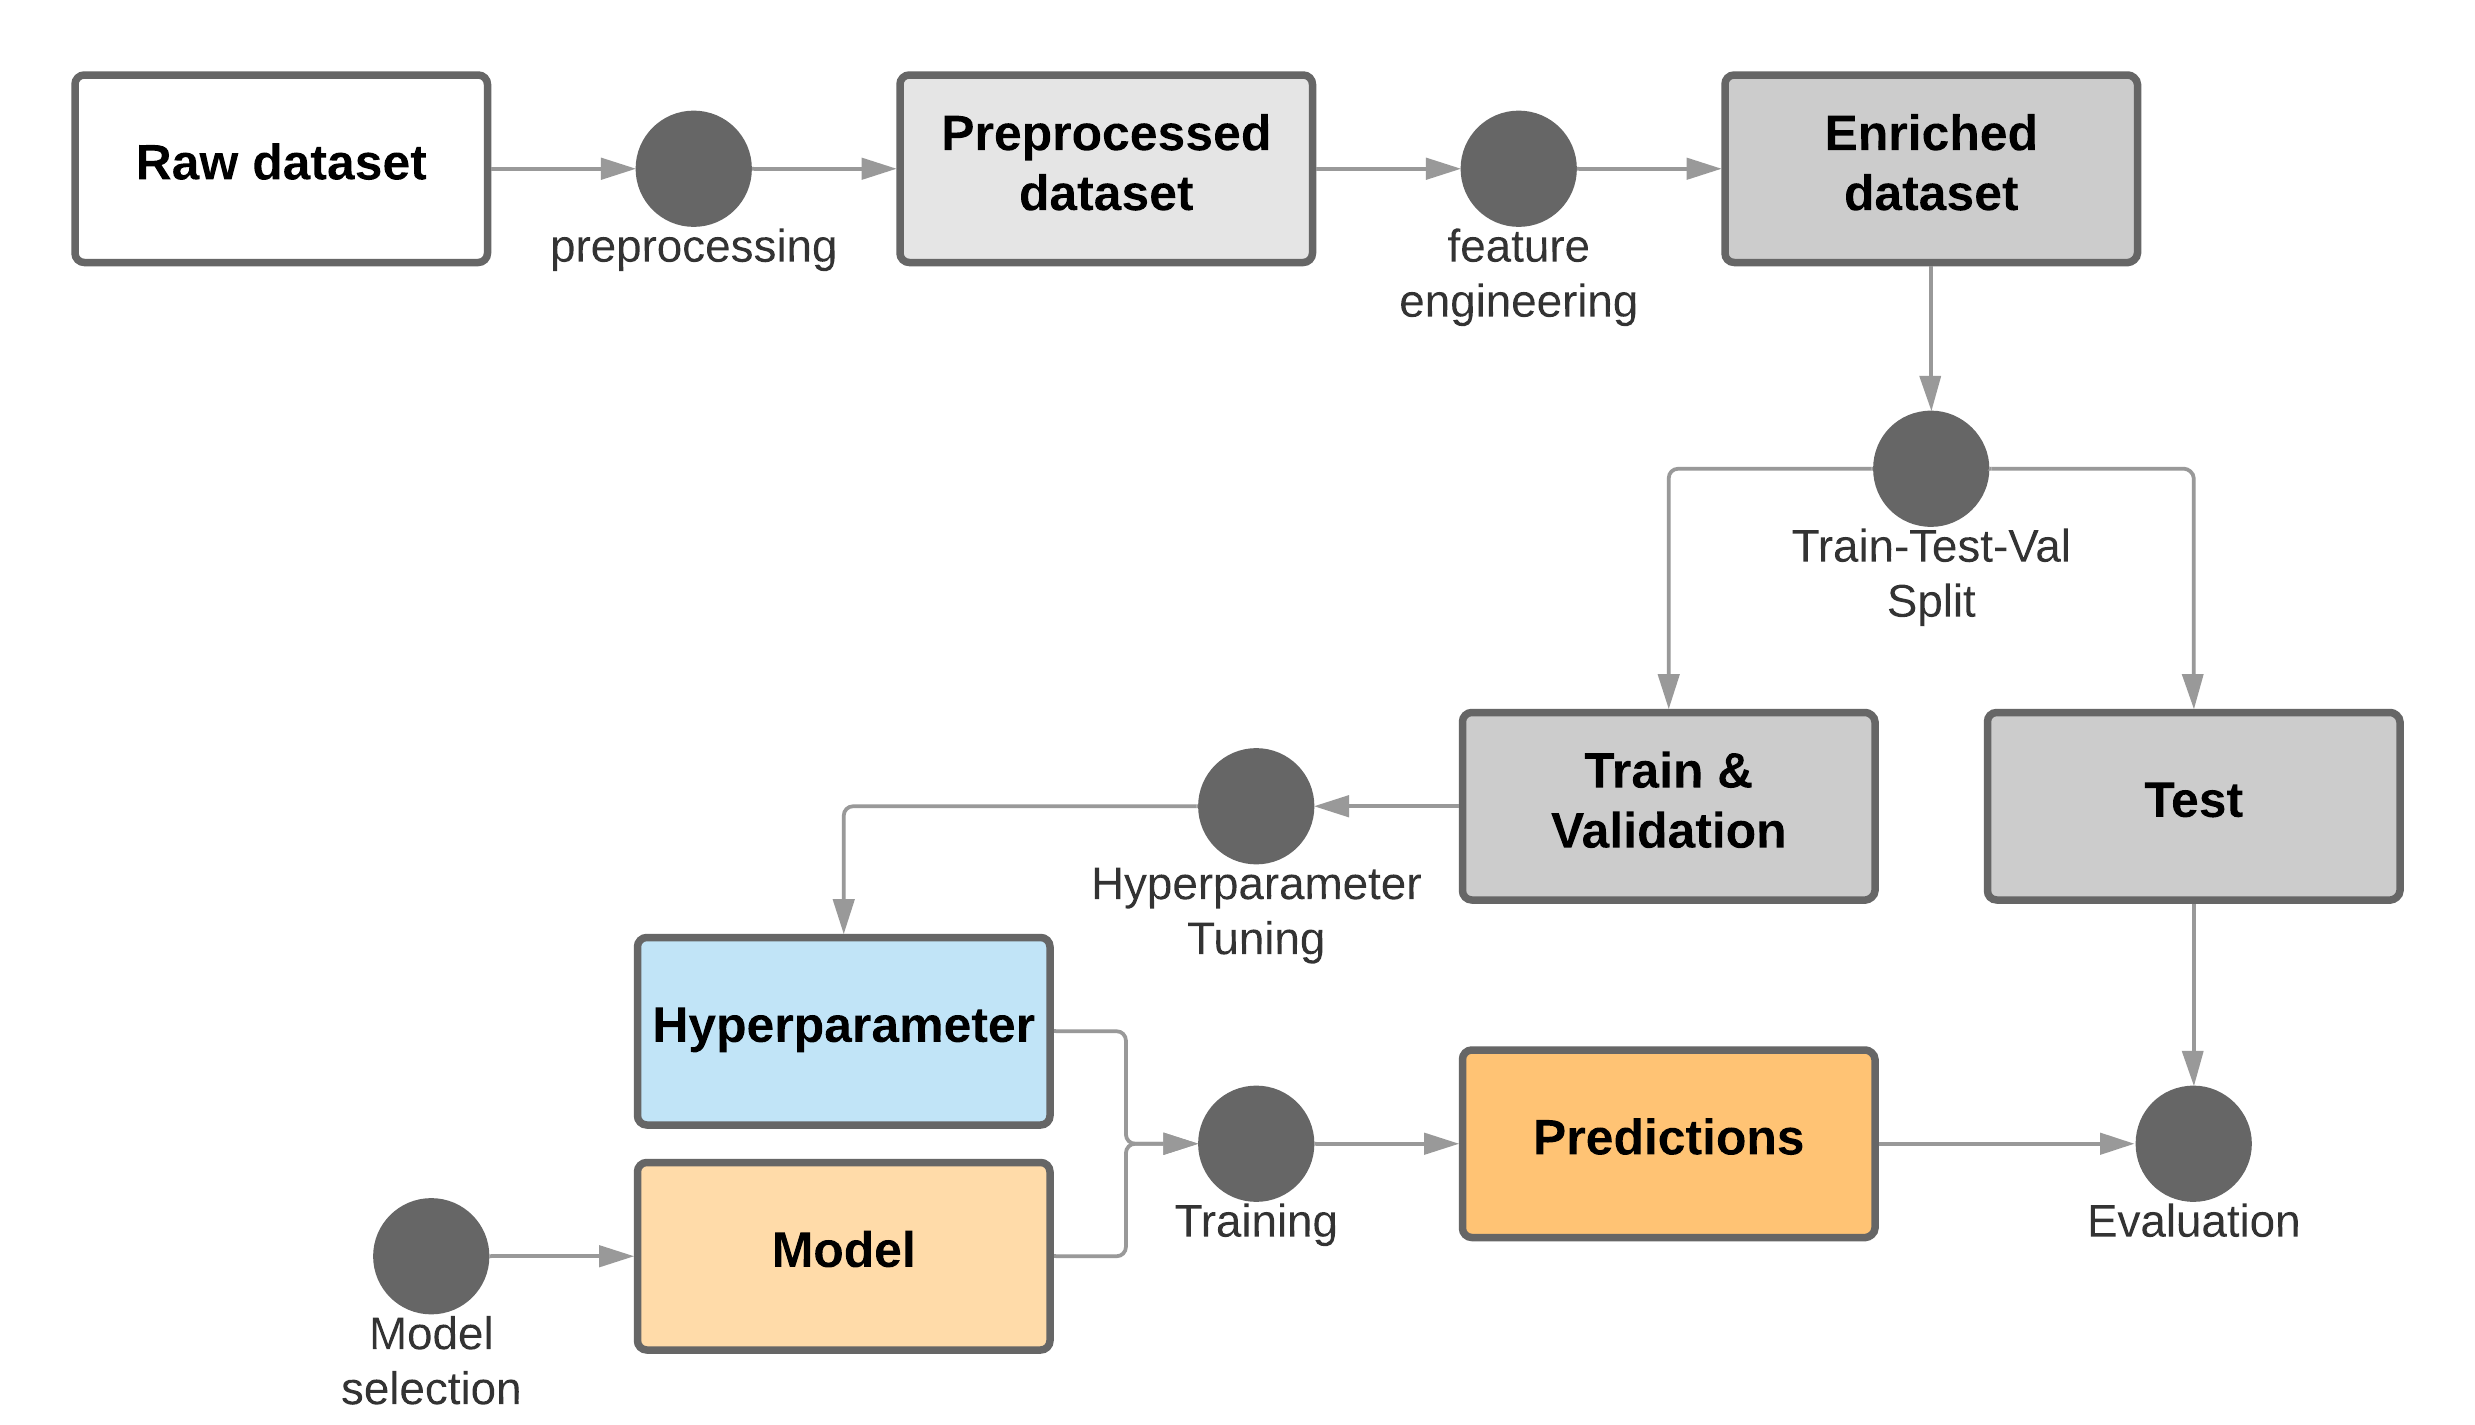 Raw dataset
preprocessing
Preprocessed
dataset
feature
engineering
Enriched
dataset
Train-Test-Val
Split
Train &
Validation
Test
Hyperparameter
Tuning
Hyperparameter
Model
selection
Model
Training
Predictions
Evaluation